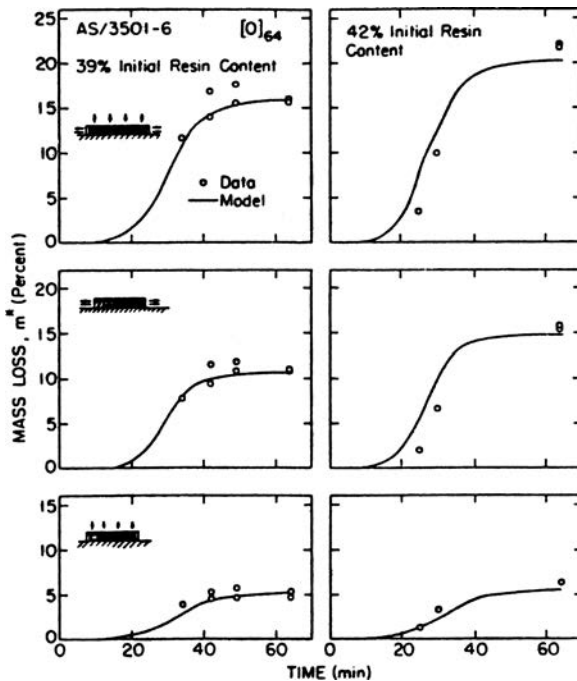 AS/3501-6 [0]64
39% Initial Resin Content
42% Initial Resin
Content
Data
Model
MASS LOSS, m* (Percent)
20
15
10
5
0
20
15
10
5
0
15
10
5
0
0 20 40 60 0 20 40 60
TIME (min)